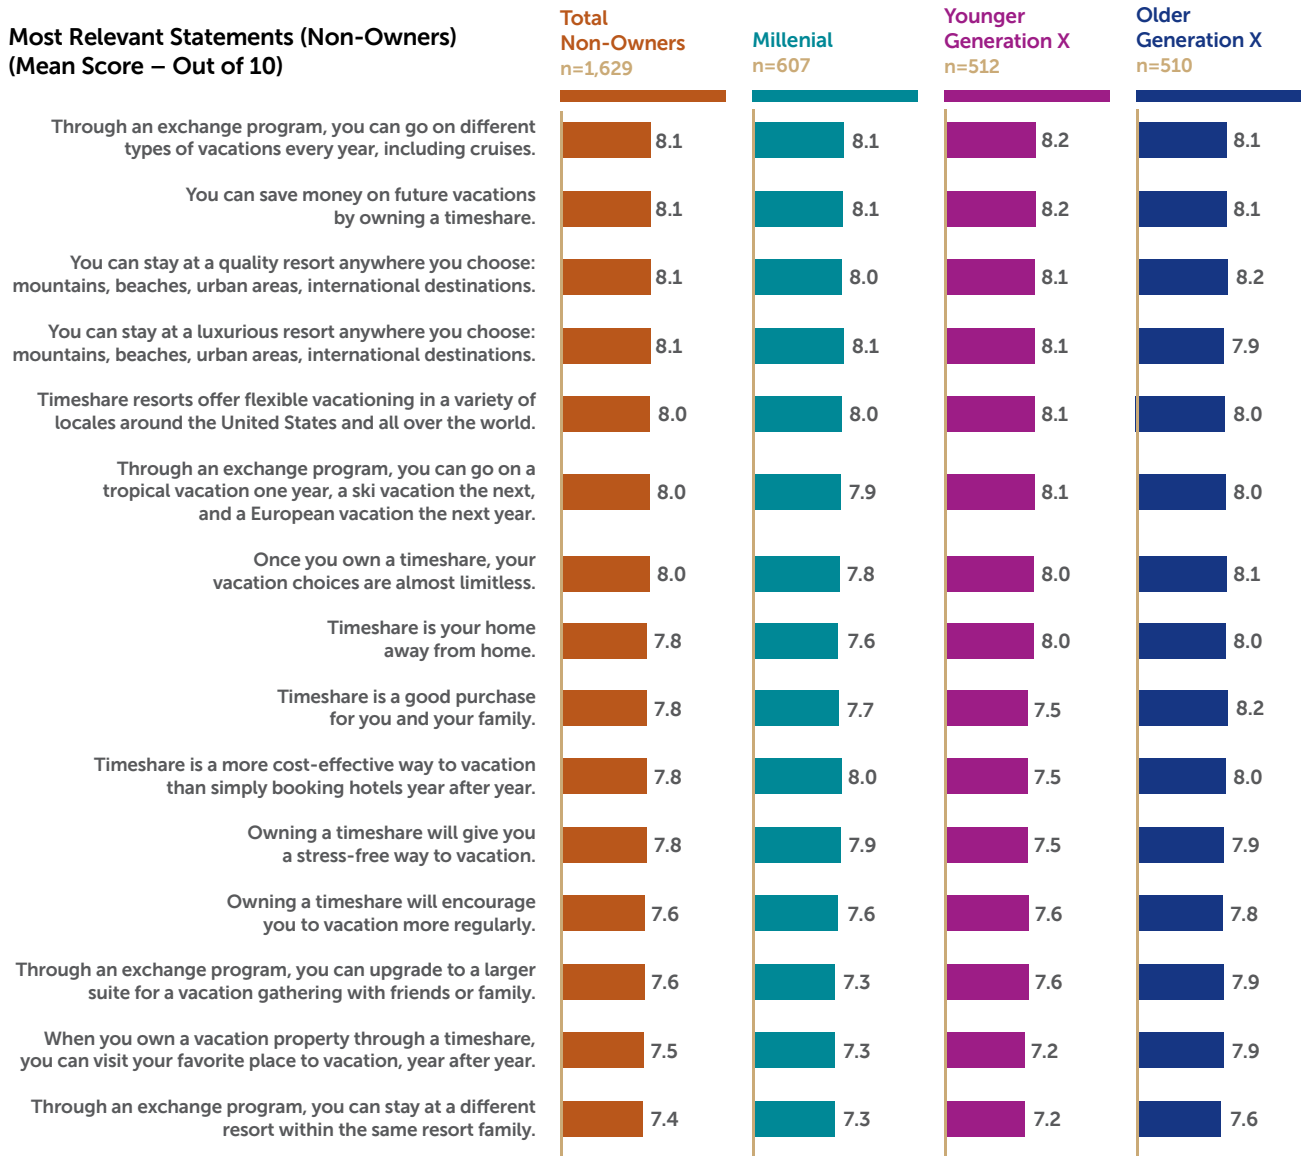 Most Relevant Statements (Non-Owners)
(Mean Score – Out of 10)
Total
Non-Owners
n=1,629
Millenial
n=607
Younger
Generation X
n=512
Older
Generation X
n=510
Through an exchange program, you can go on different
types of vacations every year, including cruises.
8.1
8.1
8.2
8.1
You can save money on future vacations
by owning a timeshare.
8.1
8.1
8.2
8.1
You can stay at a quality resort anywhere you choose:
mountains, beaches, urban areas, international destinations.
8.1
8.0
8.1
8.2
You can stay at a luxurious resort anywhere you choose:
mountains, beaches, urban areas, international destinations.
8.1
8.1
8.1
7.9
Timeshare resorts offer flexible vacationing in a variety of
locales around the United States and all over the world.
8.0
8.0
8.1
8.0
Through an exchange program, you can go on a
tropical vacation one year, a ski vacation the next,
and a European vacation the next year.
8.0
7.9
8.1
8.0
Once you own a timeshare, your
vacation choices are almost limitless.
8.0
7.8
8.0
8.1
Timeshare is your home
away from home.
7.8
7.6
8.0
8.0
Timeshare is a good purchase
for you and your family.
7.8
7.7
7.5
8.2
Timeshare is a more cost-effective way to vacation
than simply booking hotels year after year.
7.8
8.0
7.5
8.0
Owning a timeshare will give you
a stress-free way to vacation.
7.8
7.9
7.5
7.9
Owning a timeshare will encourage
you to vacation more regularly.
7.6
7.6
7.6
7.8
Through an exchange program, you can upgrade to a larger
suite for a vacation gathering with friends or family.
7.6
7.3
7.6
7.9
When you own a vacation property through a timeshare,
you can visit your favorite place to vacation, year after year.
7.5
7.3
7.2
7.9
Through an exchange program, you can stay at a different
resort within the same resort family.
7.4
7.3
7.2
7.6